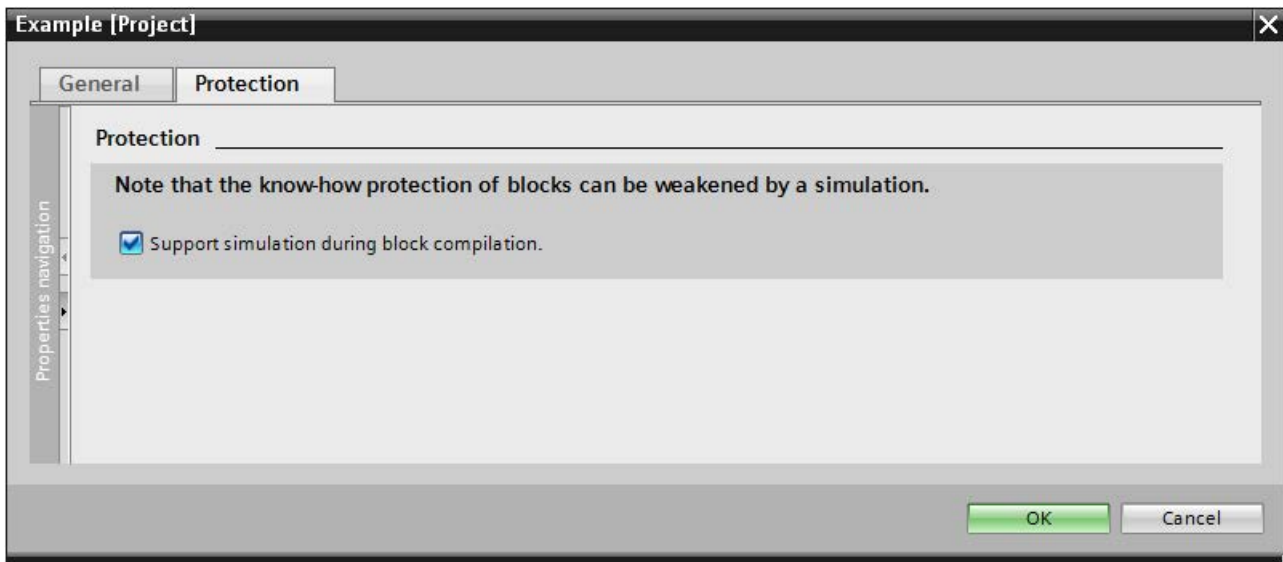 Example [Project]
General
Protection
Protection
Note that the know-how protection of blocks can be weakened by a simulation.
Support simulation during block compilation.
Properties navigation
OK
Cancel